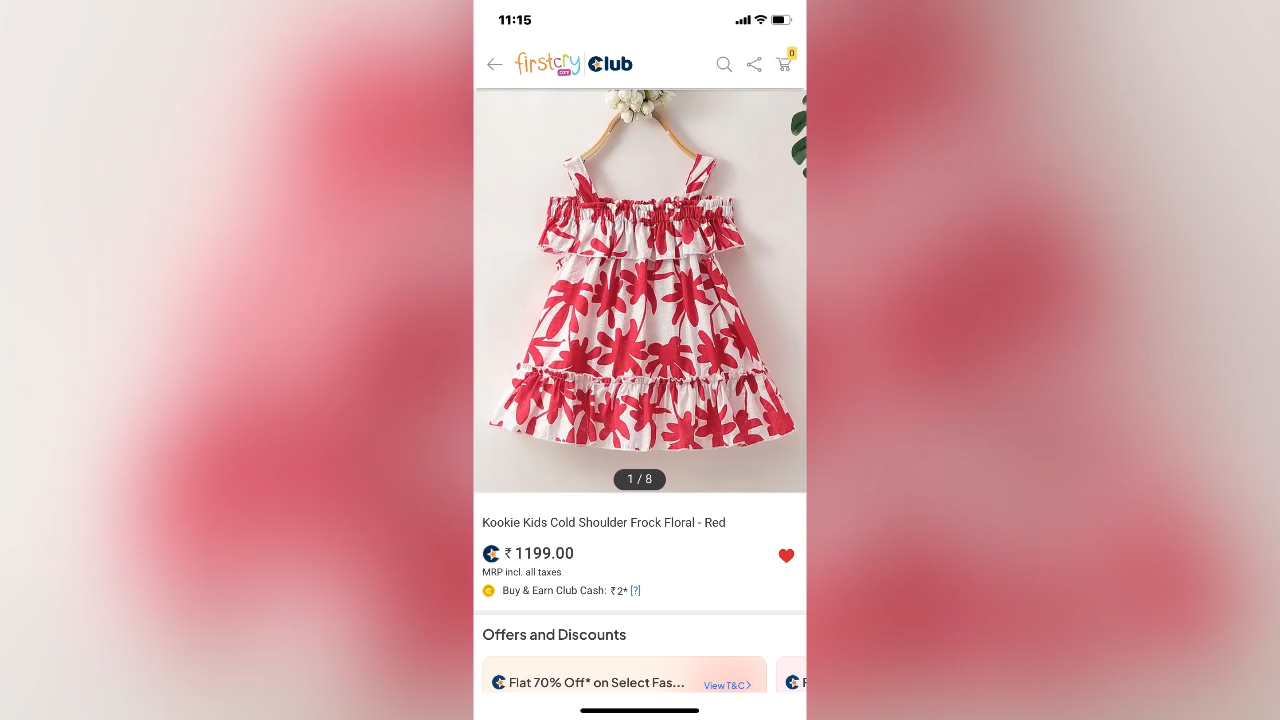 11:15
firstcry Club
0
1 / 8
Kookie Kids Cold Shoulder Frock Floral - Red
₹ 1199.00
MRP incl. all taxes
Buy & Earn Club Cash: ₹ 2* [?]
Offers and Discounts
Flat 70% Off* on Select Fas... View T&C